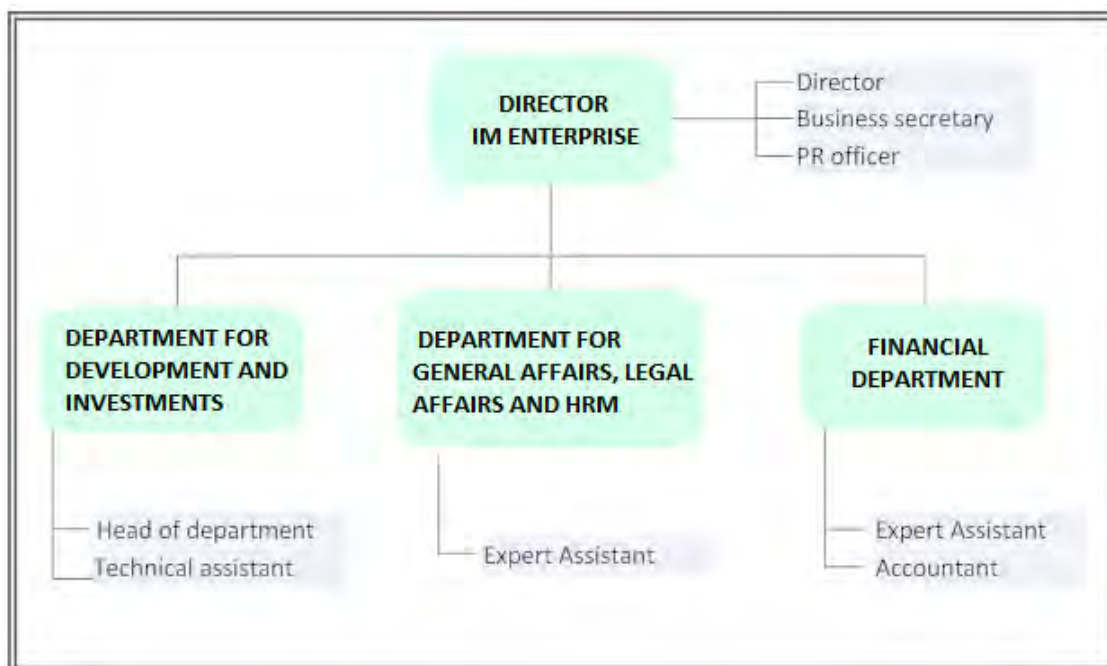 DIRECTOR
IM ENTERPRISE
Director
Business secretary
PR officer
DEPARTMENT FOR
DEVELOPMENT AND
INVESTMENTS
Head of department
Technical assistant
DEPARTMENT FOR
GENERAL AFFAIRS, LEGAL
AFFAIRS AND HRM
Expert Assistant
FINANCIAL
DEPARTMENT
Expert Assistant
Accountant